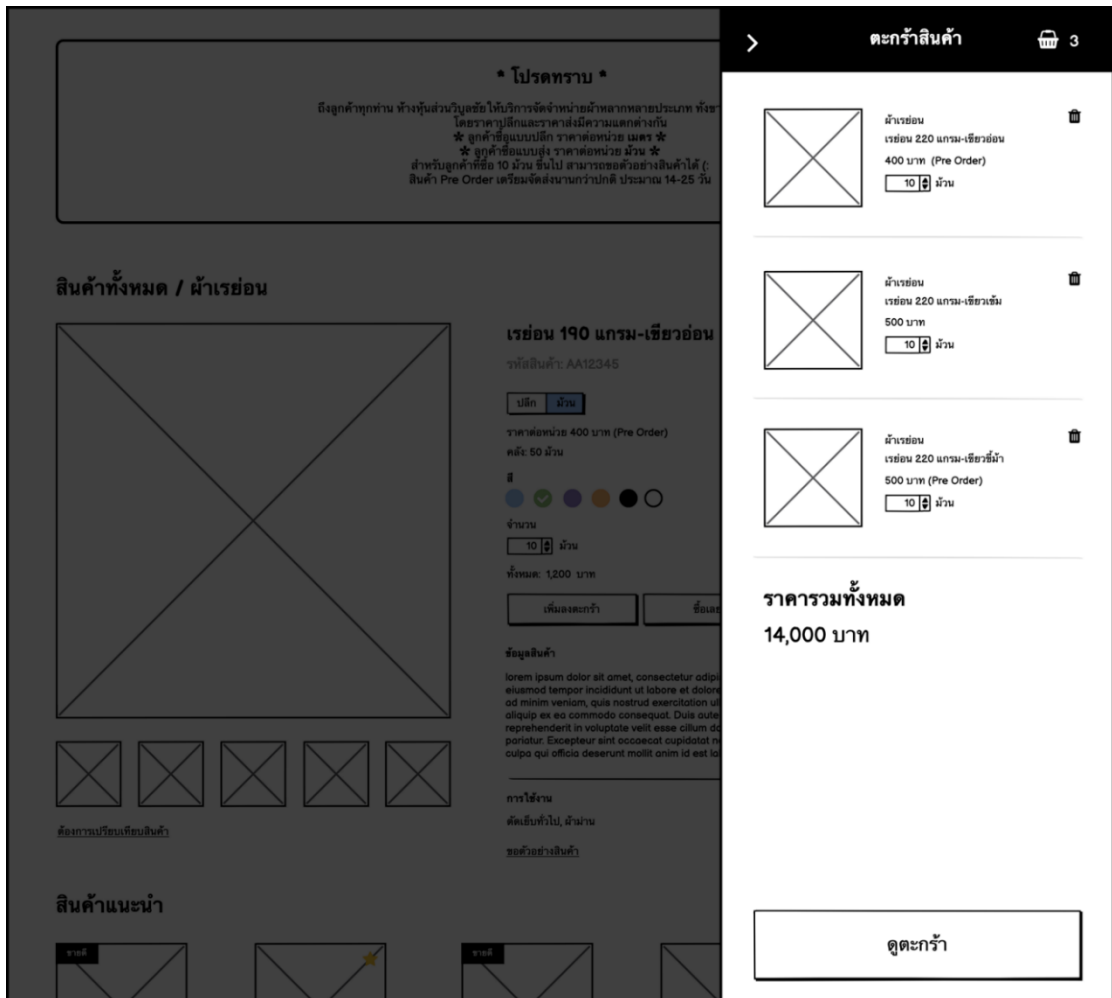 * โปรดทราบ *
ถึงลูกค้าทุกท่าน ห้างหุ้นส่วนวิบูลชัย ให้บริการจัดจำหน่ายผ้าหลากหลายประเภท ทั้งขา
โดยราคาปลีกและราคาส่งมีความแตกต่างกัน
* ลูกค้าซื้อแบบปลีก ราคาต่อหน่วย เมตร *
* ลูกค้าซื้อแบบส่ง ราคาต่อหน่วย ม้วน *
สำหรับลูกค้าที่ซื้อ 10 ม้วน ขึ้นไป สามารถขอตัวอย่างสินค้าได้ (:
สินค้า Pre Order เตรียมจัดส่งนานกว่าปกติ ประมาณ 14-25 วัน
สินค้าทั้งหมด / ผ้าเรย่อน
เรย่อน 190 แกรม-เขียวอ่อน
รหัสสินค้า: AA12345
ปลีก ม้วน
ราคาต่อหน่วย 400 บาท (Pre Order)
คลัง: 50 ม้วน
สี
จำนวน
10 ม้วน
ทั้งหมด: 1,200 บาท
เพิ่มลงตะกร้า ซื้อเลย
ข้อมูลสินค้า
lorem ipsum dolor sit amet, consectetur adipi
eiusmod tempor incididunt ut labore et dolore
ad minim veniam, quis nostrud exercitation ul
aliquip ex ea commodo consequat. Duis aute
reprehenderit in voluptate velit esse cillum do
pariatur. Excepteur sint occaecat cupidatat n
culpa qui officia deserunt mollit anim id est la
การใช้งาน
ตัดเย็บทั่วไป, ผ้าม่าน
ขอตัวอย่างสินค้า
ต้องการเปรียบเทียบสินค้า
สินค้าแนะนำ
ขายดี
ขายดี
ตะกร้าสินค้า 3
ผ้าเรย่อน
เรย่อน 220 แกรม-เขียวอ่อน
400 บาท (Pre Order)
10 ม้วน
ผ้าเรย่อน
เรย่อน 220 แกรม-เขียวเข้ม
500 บาท
10 ม้วน
ผ้าเรย่อน
เรย่อน 220 แกรม-เขียวขี้ม้า
500 บาท (Pre Order)
10 ม้วน
ราคารวมทั้งหมด
14,000 บาท
ดูตะกร้า